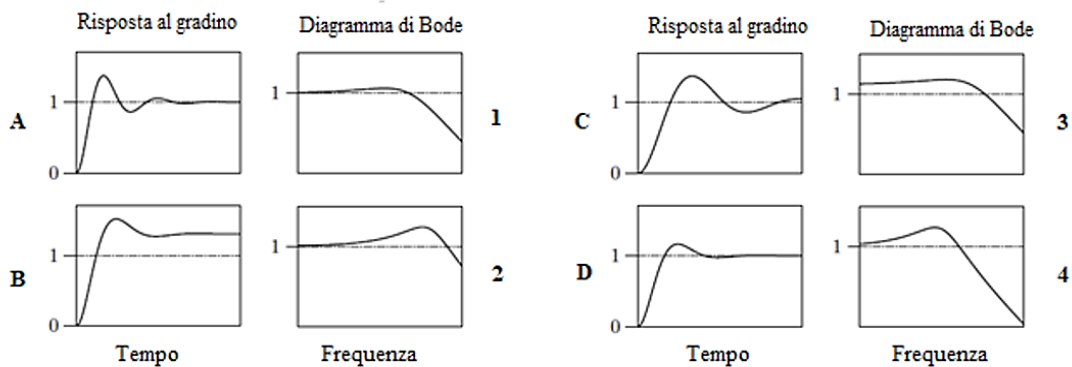 Risposta al gradino
Diagramma di Bode
Risposta al gradino
Diagramma di Bode
A
1
0
1
1
C
1
0
1
3
B
1
0
1
2
D
1
0
1
4
Tempo
Frequenza
Tempo
Frequenza